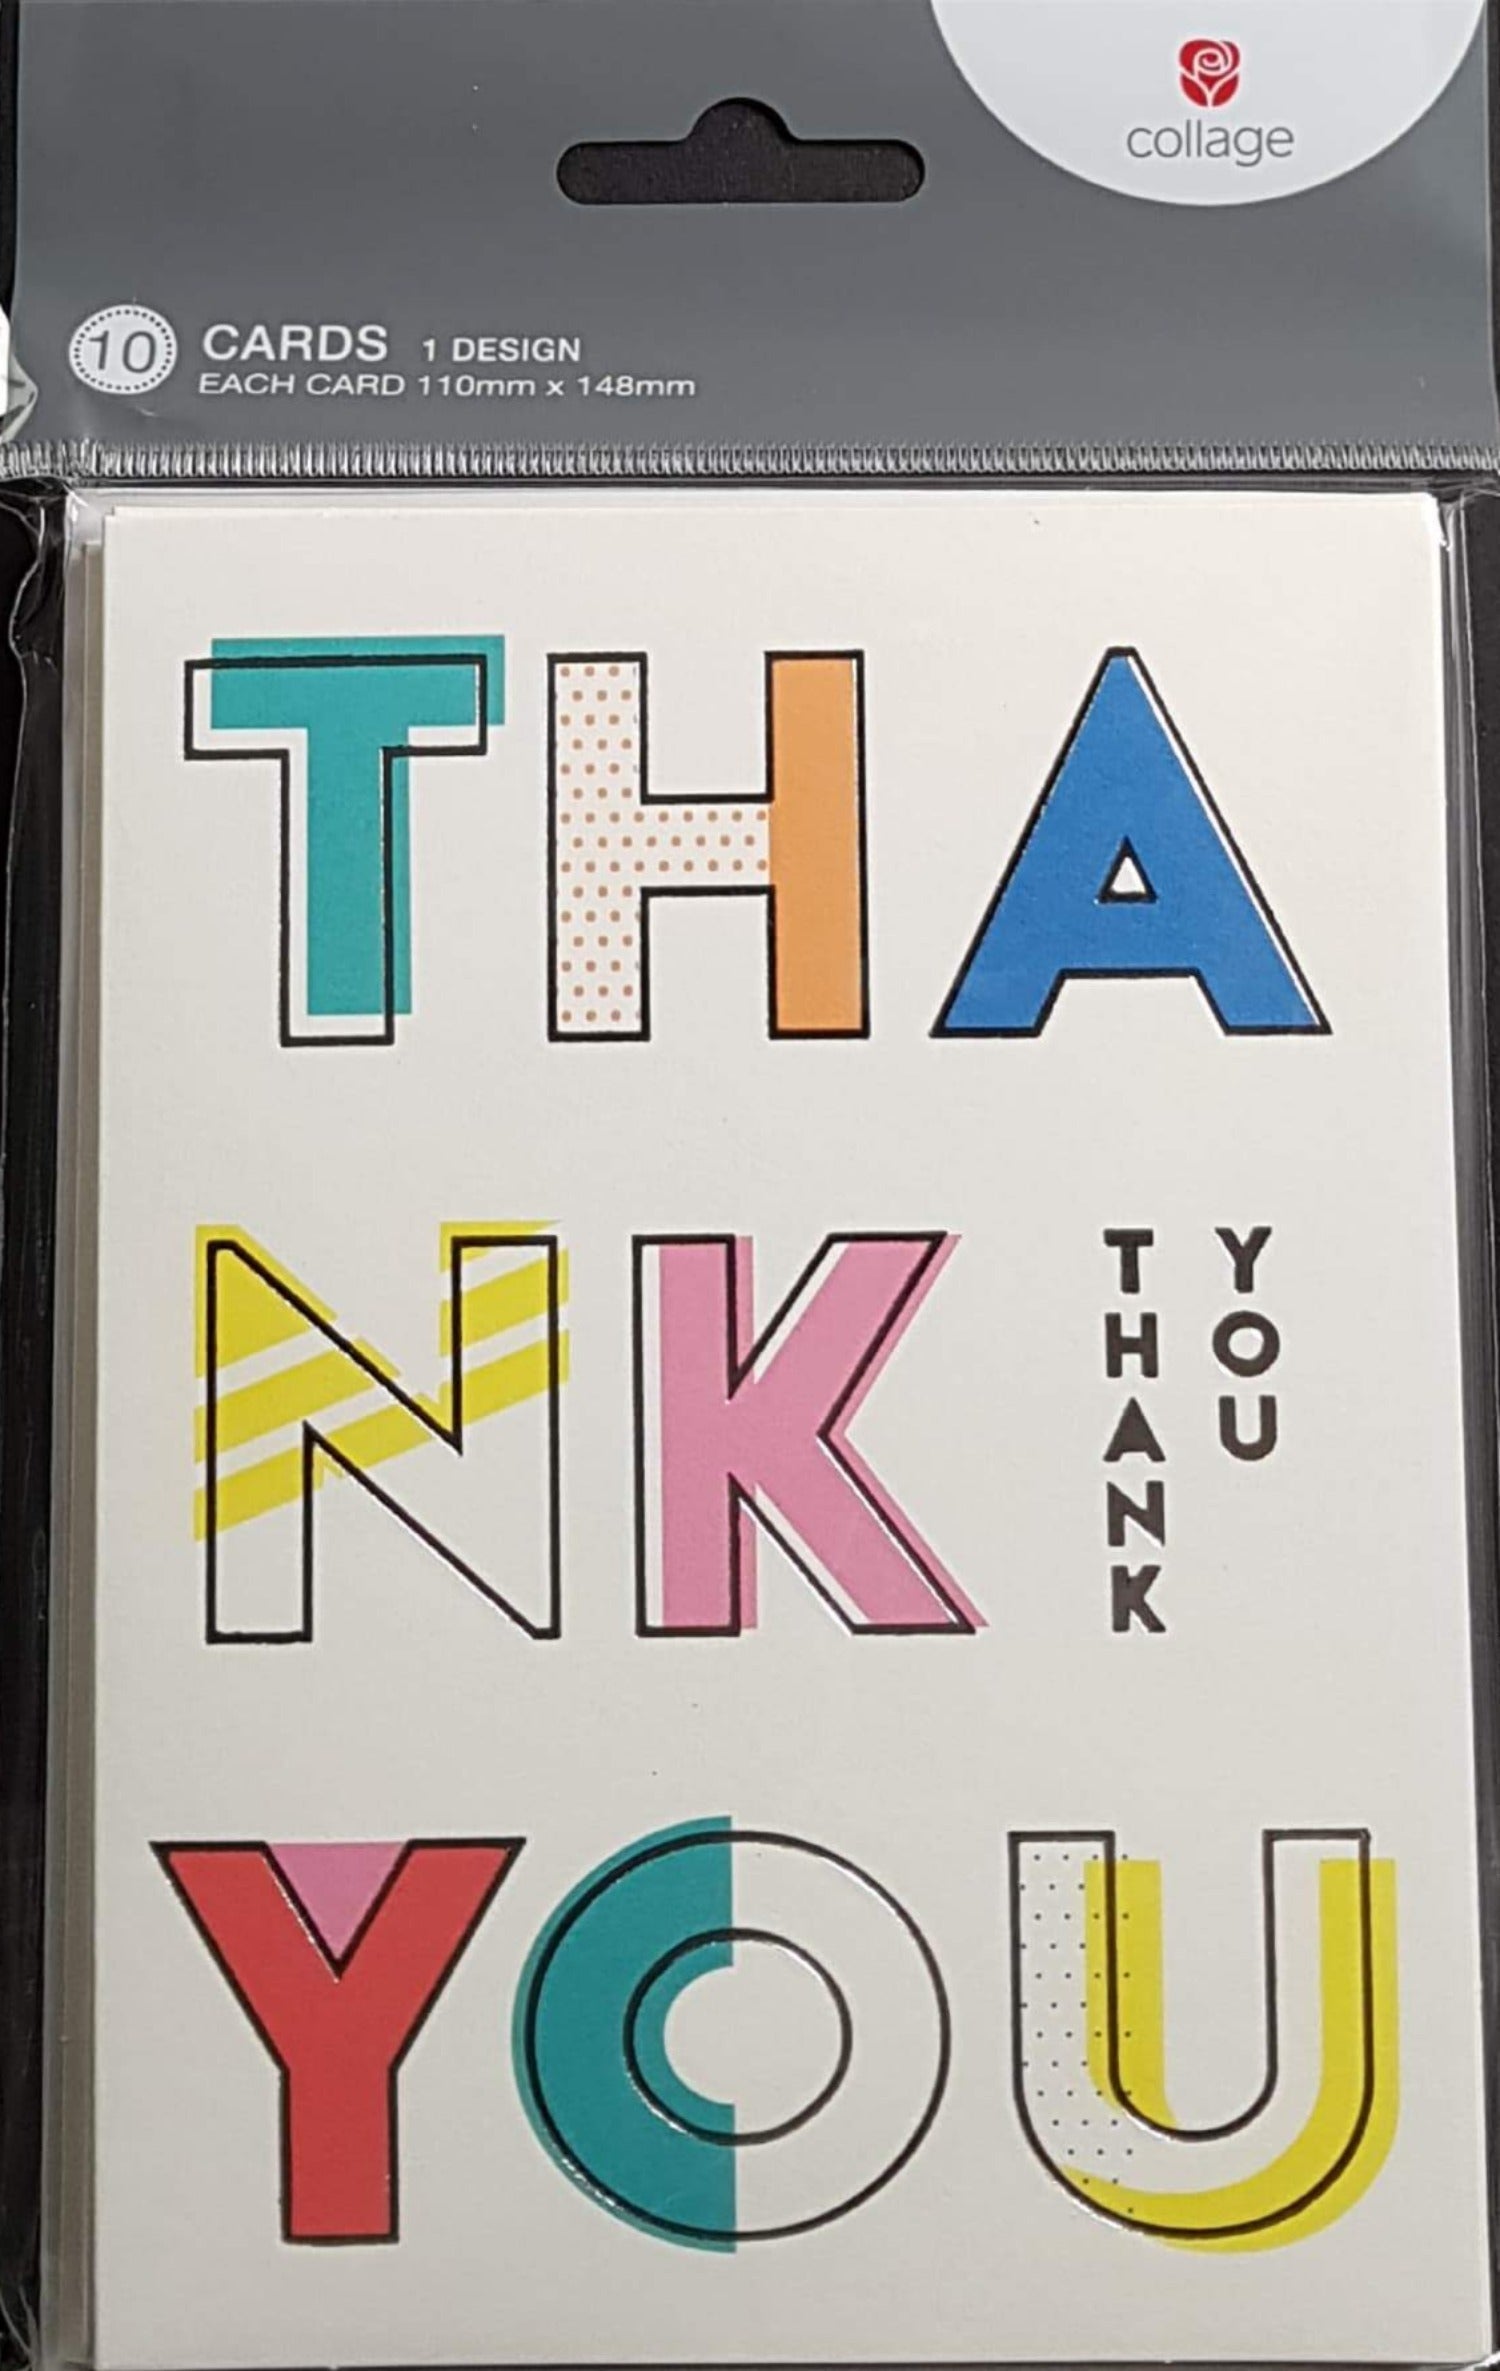 collage
10 CARDS 1 DESIGN
EACH CARD 110mm x 148mm
THA
NK
THANK
YOU
YOU